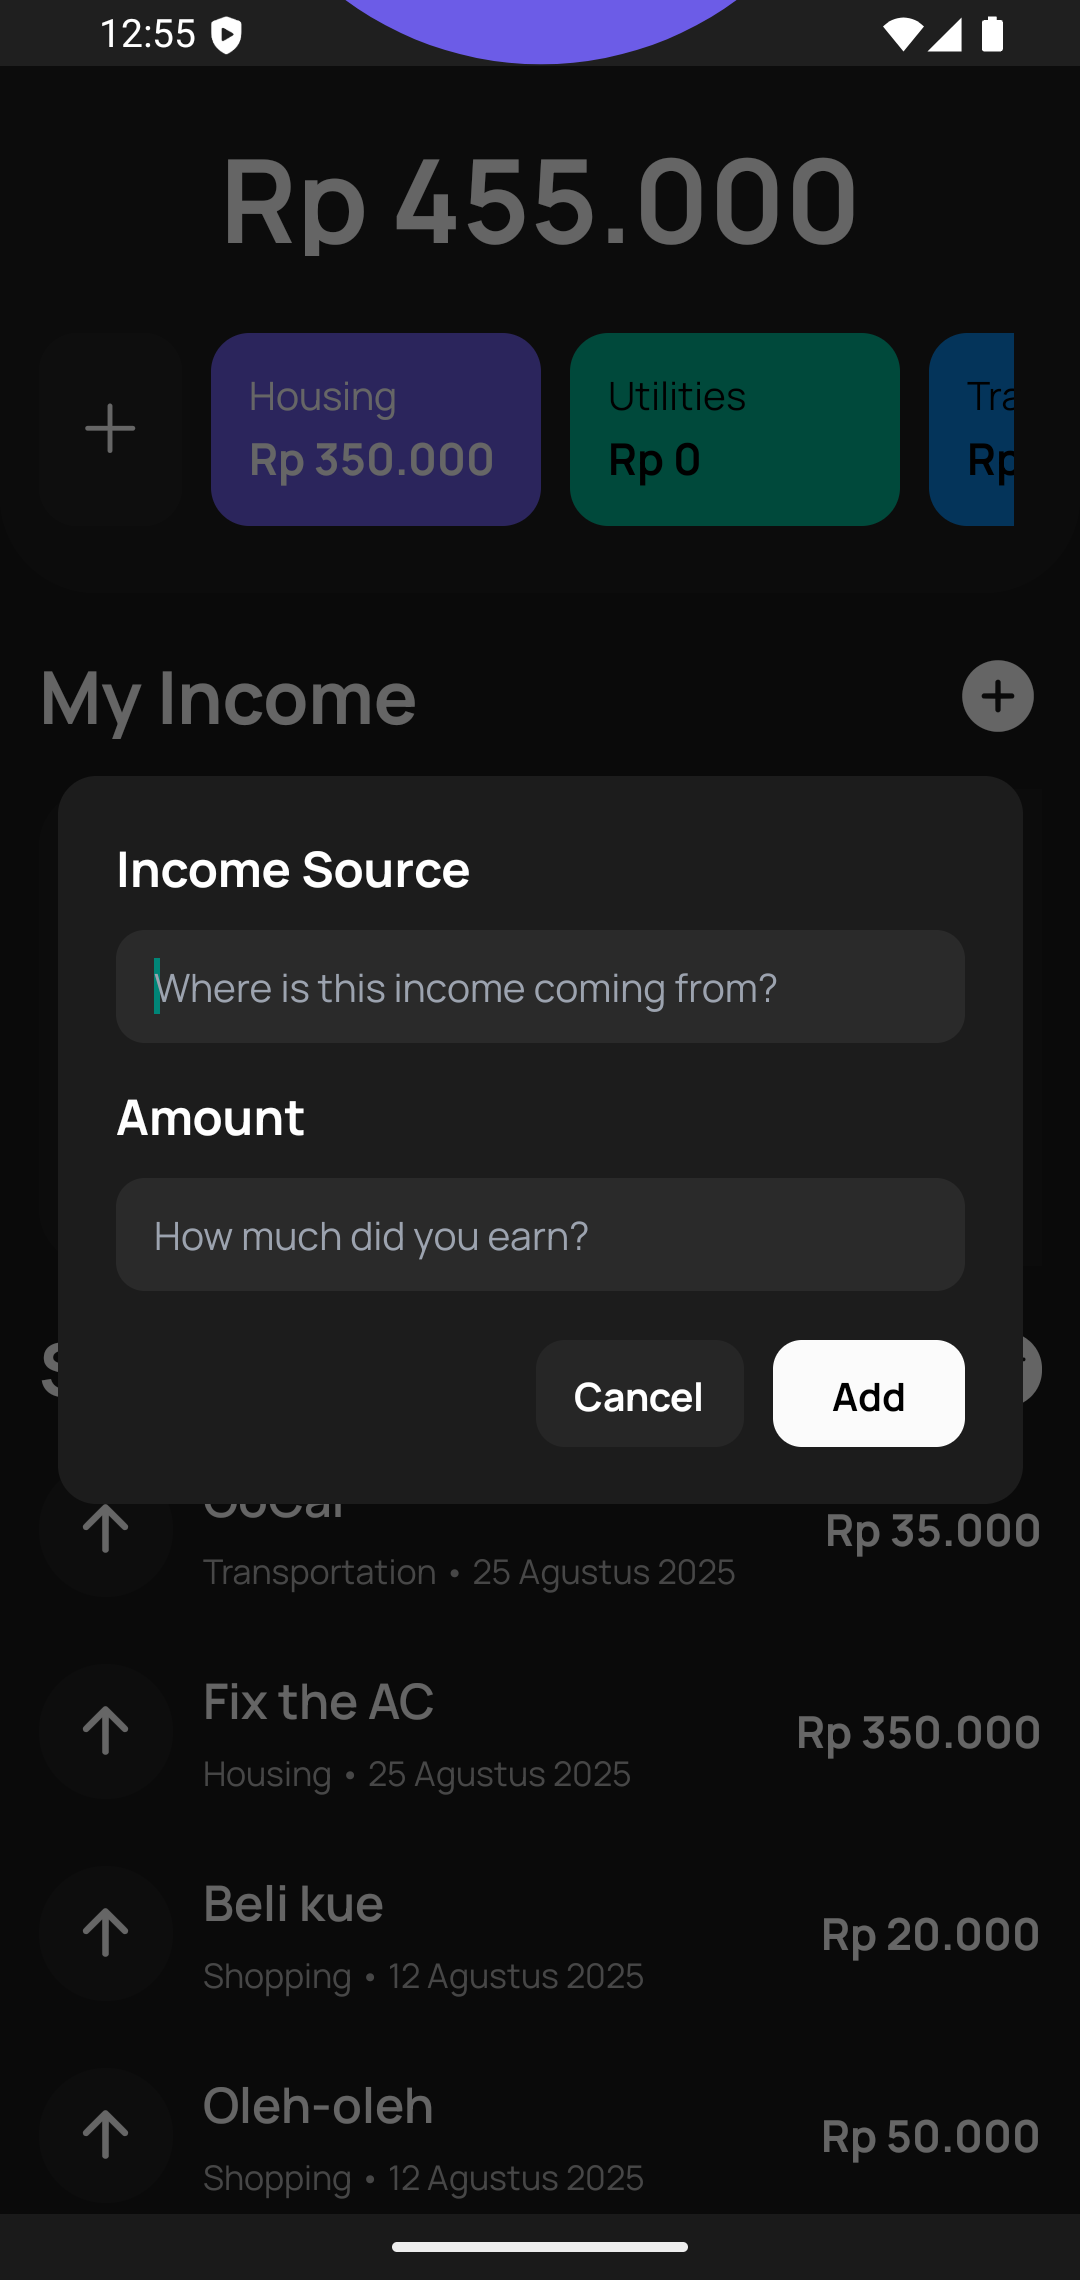 12:55
Rp 455.000
Housing
Rp 350.000
Utilities
Rp 0
Tra
Rp
My Income
Income Source
Where is this income coming from?
Amount
How much did you earn?
Cancel
Add
GoCar
Rp 35.000
Transportation • 25 Agustus 2025
Fix the AC
Rp 350.000
Housing • 25 Agustus 2025
Beli kue
Rp 20.000
Shopping • 12 Agustus 2025
Oleh-oleh
Rp 50.000
Shopping • 12 Agustus 2025